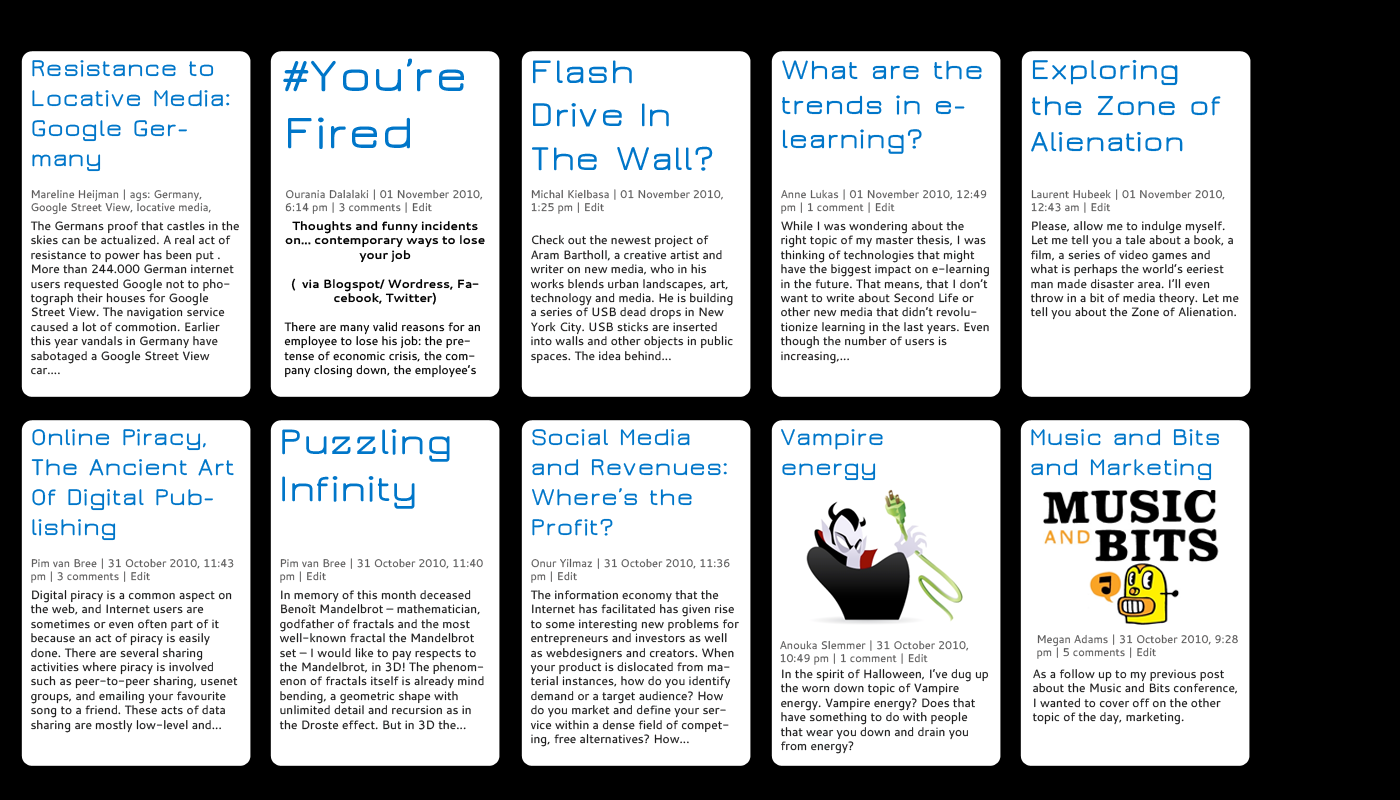 Resistance to
Locative Media:
Google Ger-
many
Mareline Heijman | ags: Germany,
Google Street View, locative media,
The Germans proof that castles in the
skies can be actualized. A real act of
resistance to power has been put .
More than 244.000 German internet
users requested Google not to pho-
tograph their houses for Google
Street View. The navigation service
caused a lot of commotion. Earlier
this year vandals in Germany have
sabotaged a Google Street View
car....
#You're
Fired
Ourania Dalalaki | 01 November 2010,
6:14 pm | 3 comments | Edit
Thoughts and funny incidents
on... contemporary ways to lose
your job
( via Blogspot/ Wordress, Fa-
cebook, Twitter)
There are many valid reasons for an
employee to lose his job: the pre-
tense of economic crisis, the com-
pany closing down, the employee's
Flash
Drive In
The Wall?
Michal Kielbasa | 01 November 2010,
1:25 pm | Edit
Check out the newest project of
Aram Bartholl, a creative artist and
writer on new media, who in his
works blends urban landscapes, art,
technology and media. He is building
a series of USB dead drops in New
York City. USB sticks are inserted
into walls and other objects in public
spaces. The idea behind...
What are the
trends in e-
learning?
Anne Lukas | 01 November 2010, 12:49
pm | 1 comment | Edit
While I was wondering about the
right topic of my master thesis, I was
thinking of technologies that might
have the biggest impact on e-learning
in the future. That means, that I don't
want to write about Second Life or
other new media that didn't revolu-
tionize learning in the last years. Even
though the number of users is
increasing,...
Exploring
the Zone of
Alienation
Laurent Hubeek | 01 November 2010,
12:43 am | Edit
Please, allow me to indulge myself.
Let me tell you a tale about a book, a
film, a series of video games and
what is perhaps the world's eeriest
man made disaster area. I'll even
throw in a bit of media theory. Let me
tell you about the Zone of Alienation.
Online Piracy,
The Ancient Art
Of Digital Pub-
lishing
Pim van Bree | 31 October 2010, 11:43
pm | 3 comments | Edit
Digital piracy is a common aspect on
the web, and Internet users are
sometimes or even often part of it
because an act of piracy is easily
done. There are several sharing
activities where piracy is involved
such as peer-to-peer sharing, usenet
groups, and emailing your favourite
song to a friend. These acts of data
sharing are mostly low-level and...
Puzzling
Infinity
Pim van Bree | 31 October 2010, 11:40
pm | Edit
In memory of this month deceased
Benoît Mandelbrot – mathematician,
godfather of fractals and the most
well-known fractal the Mandelbrot
set – I would like to pay respects to
the Mandelbrot, in 3D! The phenom-
enon of fractals itself is already mind
bending, a geometric shape with
unlimited detail and recursion as in
the Droste effect. But in 3D the...
Social Media
and Revenues:
Where's the
Profit?
Onur Yilmaz | 31 October 2010, 11:36
pm | Edit
The information economy that the
Internet has facilitated has given rise
to some interesting new problems for
entrepreneurs and investors as well
as webdesigners and creators. When
your product is dislocated from ma-
terial instances, how do you identify
demand or a target audience? How
do you market and define your ser-
vice within a dense field of compet-
ing, free alternatives? How...
Vampire
energy
Anouka Slemmer | 31 October 2010,
10:49 pm | 1 comment | Edit
In the spirit of Halloween, I've dug up
the worn down topic of Vampire
energy. Vampire energy? Does that
have something to do with people
that wear you down and drain you
from energy?
Music and Bits
and Marketing
MUSIC
AND BITS
Megan Adams | 31 October 2010, 9:28
pm | 5 comments | Edit
As a follow up to my previous post
about the Music and Bits conference,
I wanted to cover off on the other
topic of the day, marketing.